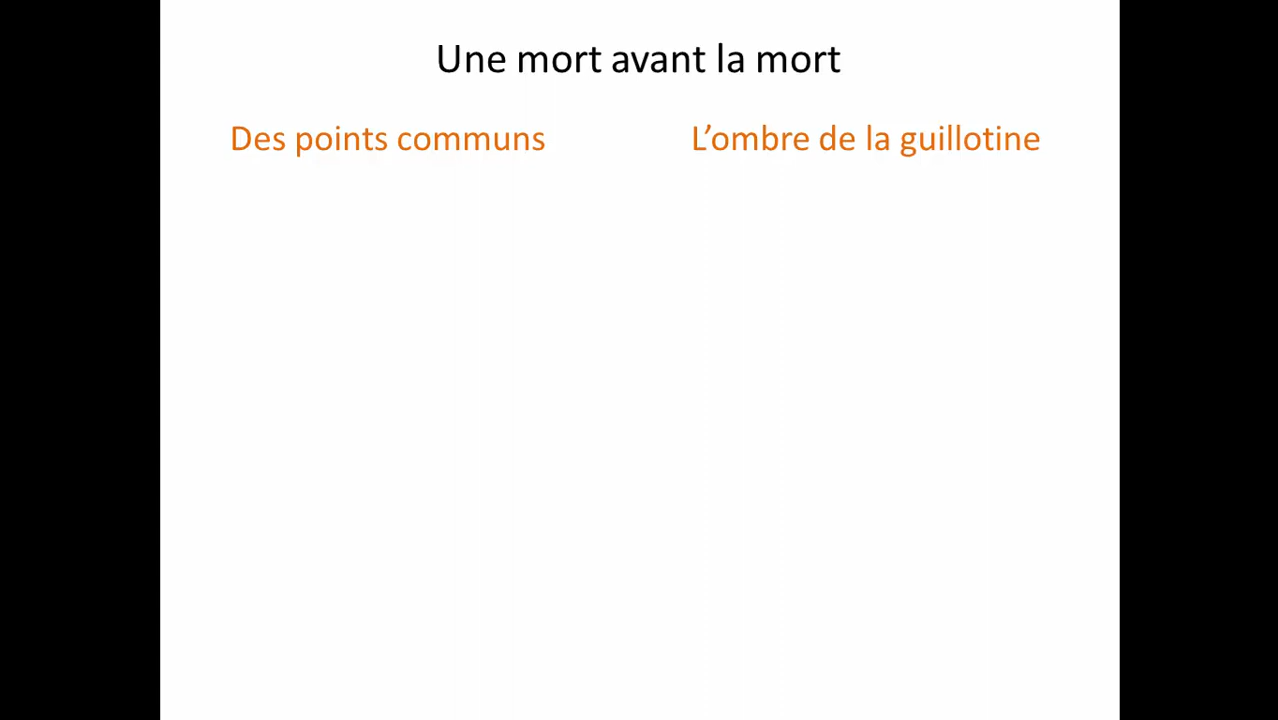 Une mort avant la mort
Des points communs
L’ombre de la guillotine